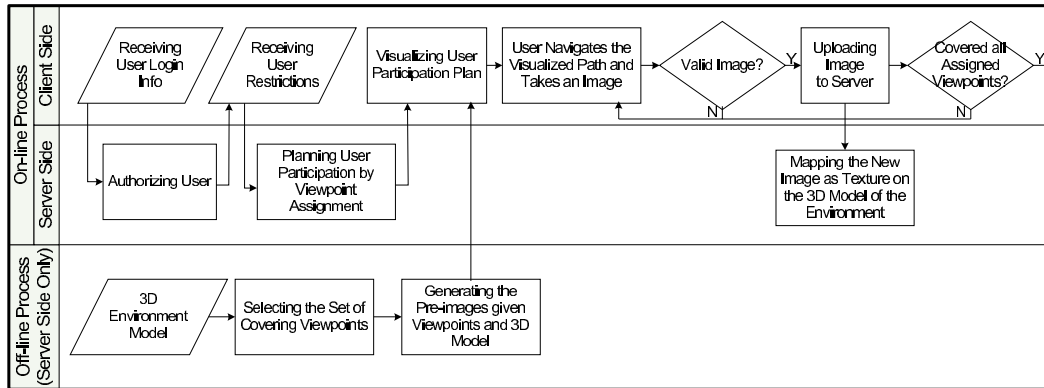 On-line Process
Client Side
Receiving
User Login
Info
Receiving
User
Restrictions
Visualizing User
Participation Plan
User Navigates the
Visualized Path and
Takes an Image
Valid Image?
Y
N
Uploading
Image
to Server
Covered all
Assigned
Viewpoints?
Y
N
Server Side
Authorizing User
Planning User
Participation by
Viewpoint
Assignment
Mapping the New
Image as Texture on
the 3D Model of the
Environment
Off-line Process
(Server Side Only)
3D
Environment
Model
Selecting the Set of
Covering Viewpoints
Generating the
Pre-images given
Viewpoints and 3D
Model